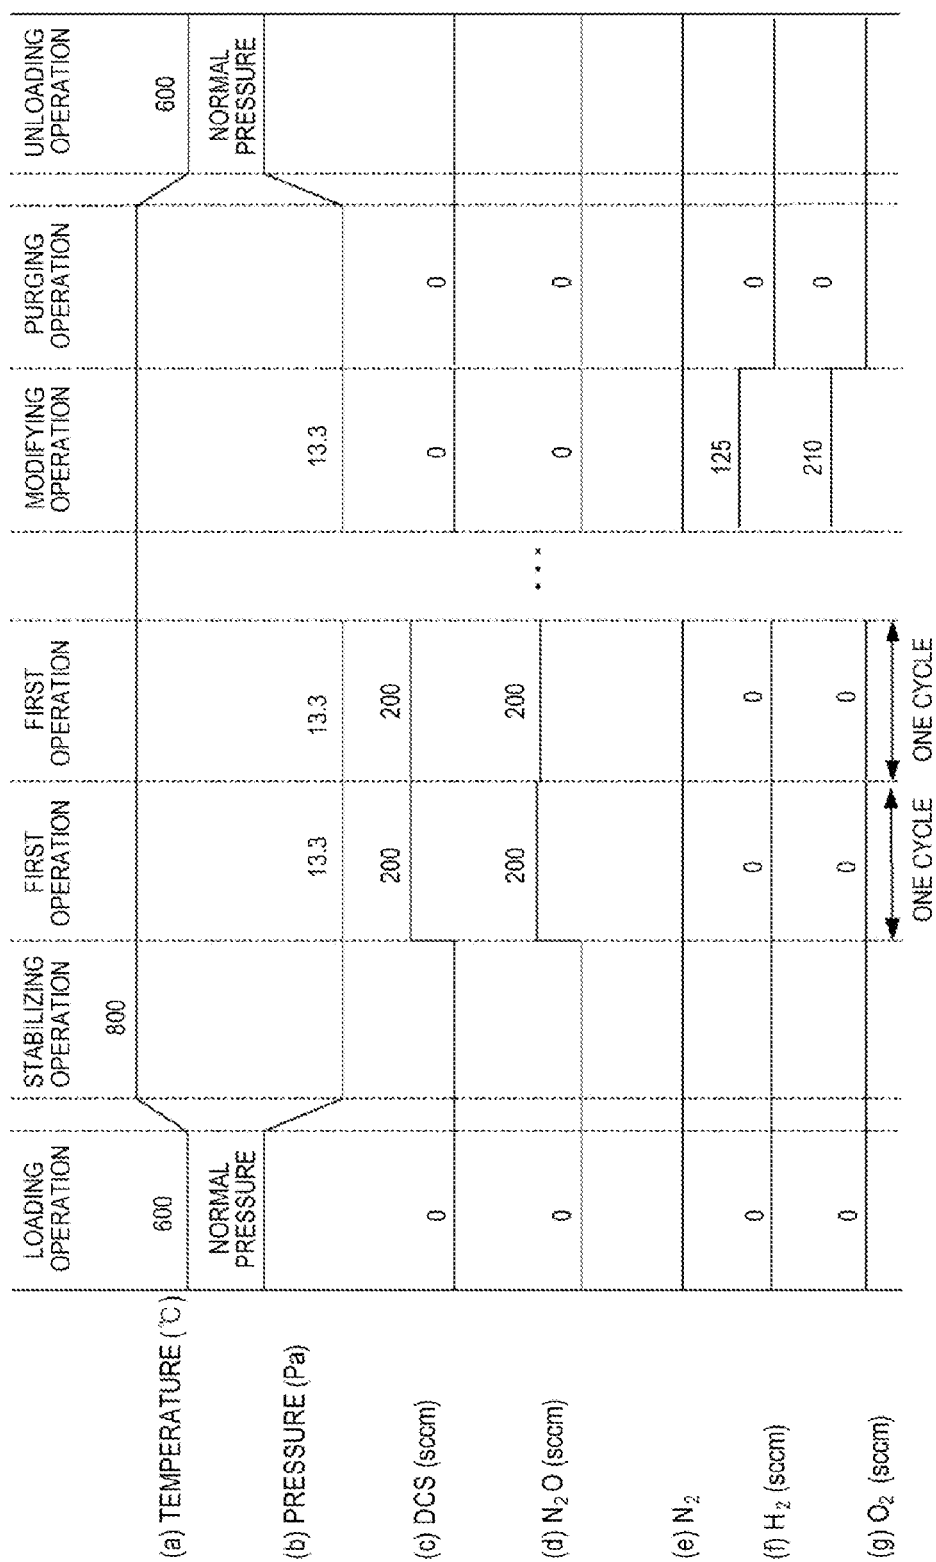 LOADING OPERATION
STABILIZING OPERATION
FIRST OPERATION
FIRST OPERATION
MODIFYING OPERATION
PURGING OPERATION
UNLOADING OPERATION
(a) TEMPERATURE (℃)
600
800
600
(b) PRESSURE (Pa)
NORMAL PRESSURE
13.3
13.3
13.3
NORMAL PRESSURE
(c) DCS (sccm)
0
200
200
0
0
(d) N₂O (sccm)
0
200
200
...
0
0
(e) N₂
(f) H₂ (sccm)
0
0
0
125
0
(g) O₂ (sccm)
0
0
0
210
0
ONE CYCLE
ONE CYCLE